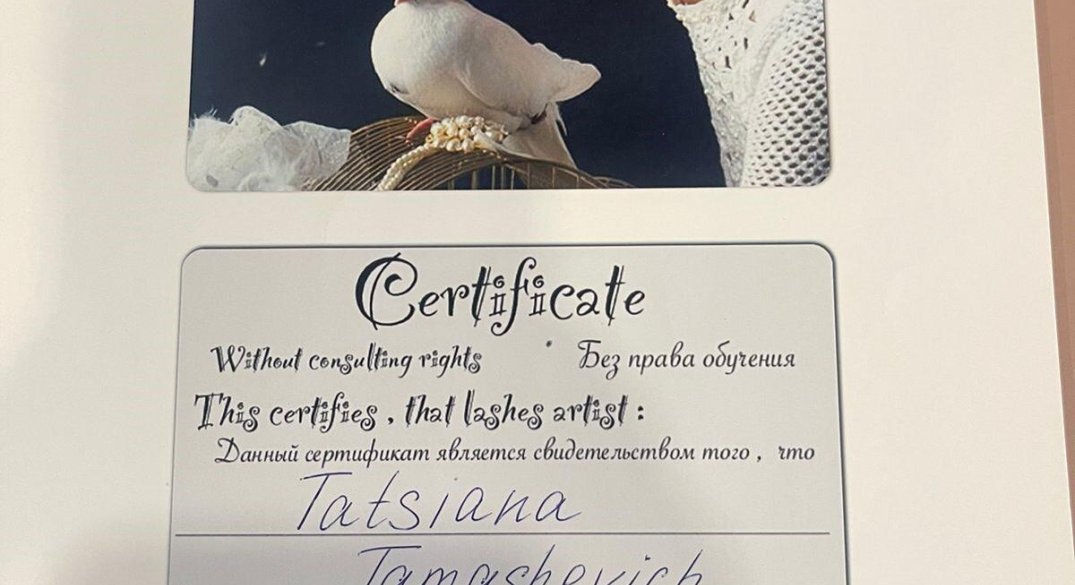 Certificate
Without consulting rights Без права обучения
This certifies, that lashes artist :
Данный сертификат является свидетельством того , что
Tatsiana
Tamashevich